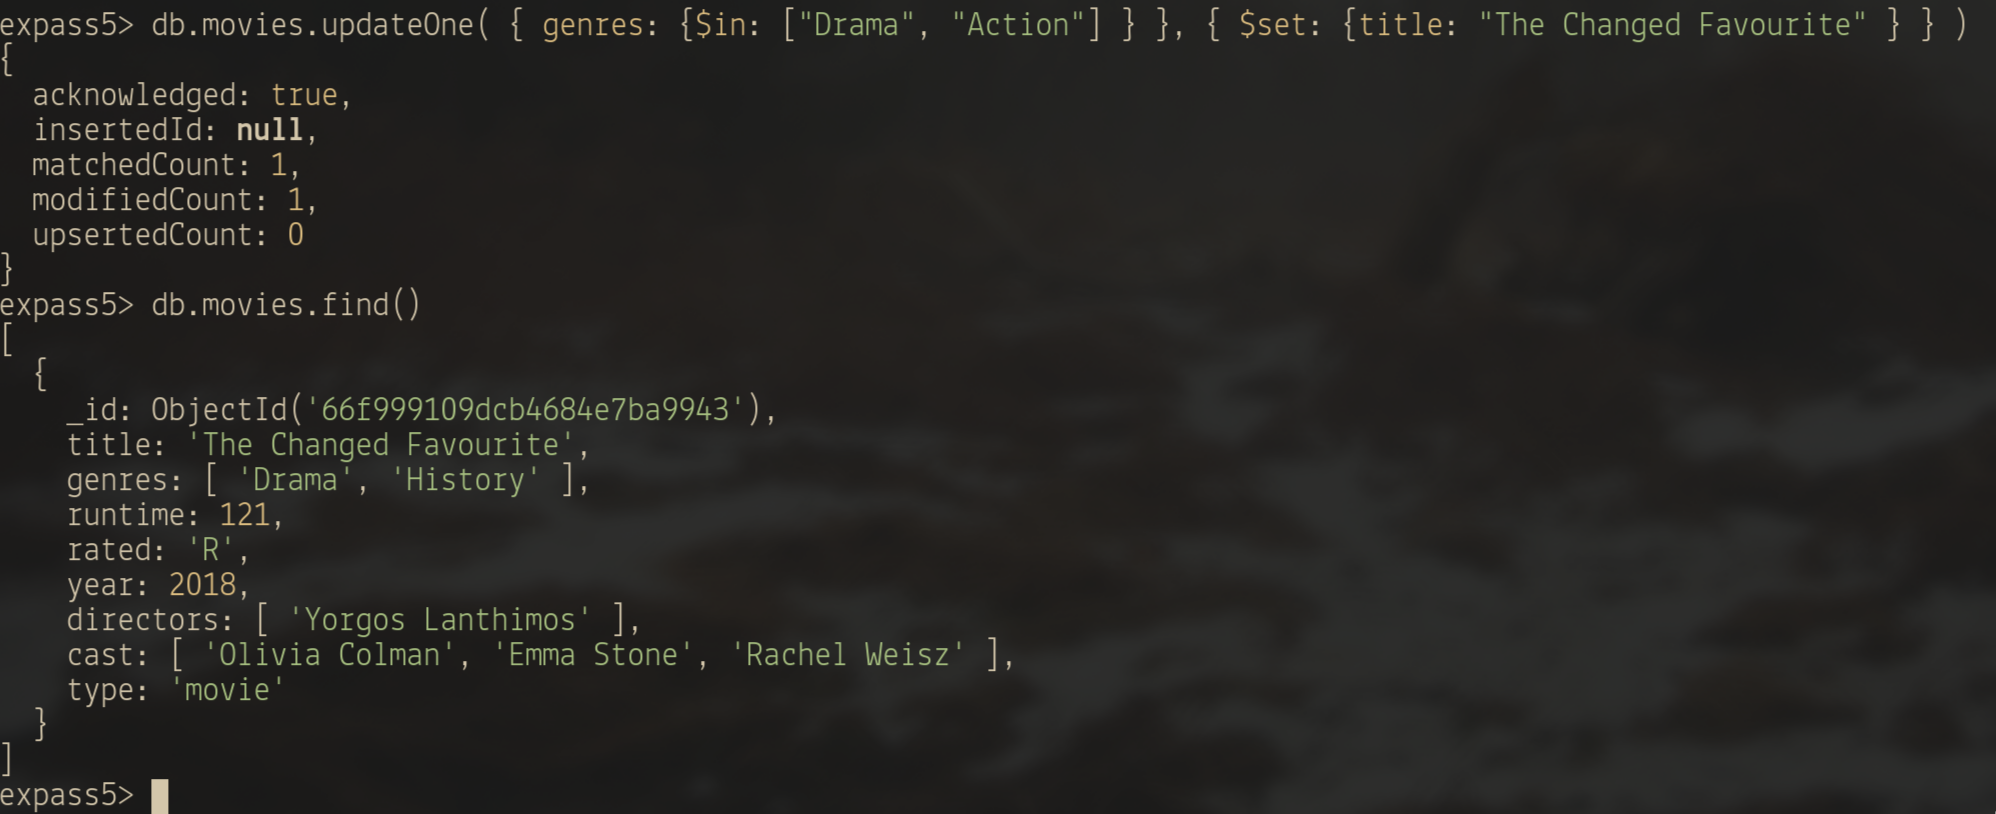 expass5> db.movies.updateOne( { genres: {$in: ["Drama", "Action"] } }, { $set: {title: "The Changed Favourite" } } )
{
  acknowledged: true,
  insertedId: null,
  matchedCount: 1,
  modifiedCount: 1,
  upsertedCount: 0
}
expass5> db.movies.find()
[
  {
    _id: ObjectId('66f999109dcb4684e7ba9943'),
    title: 'The Changed Favourite',
    genres: [ 'Drama', 'History' ],
    runtime: 121,
    rated: 'R',
    year: 2018,
    directors: [ 'Yorgos Lanthimos' ],
    cast: [ 'Olivia Colman', 'Emma Stone', 'Rachel Weisz' ],
    type: 'movie'
  }
]
expass5>